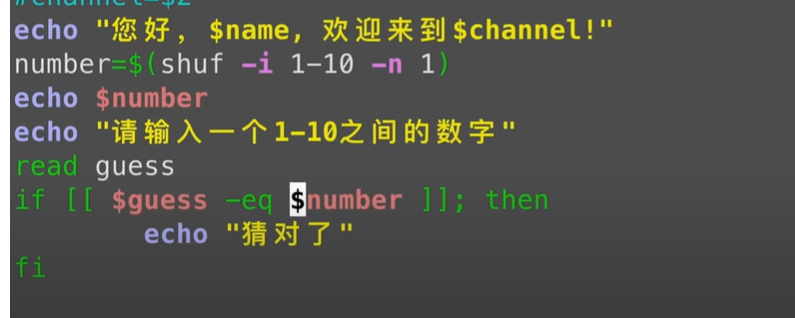 #channel=$2
echo "您好, $name, 欢迎来到$channel!"
number=$(shuf -i 1-10 -n 1)
echo $number
echo "请输入一个1-10之间的数字"
read guess
if [[ $guess -eq $number ]]; then
        echo "猜对了"
fi